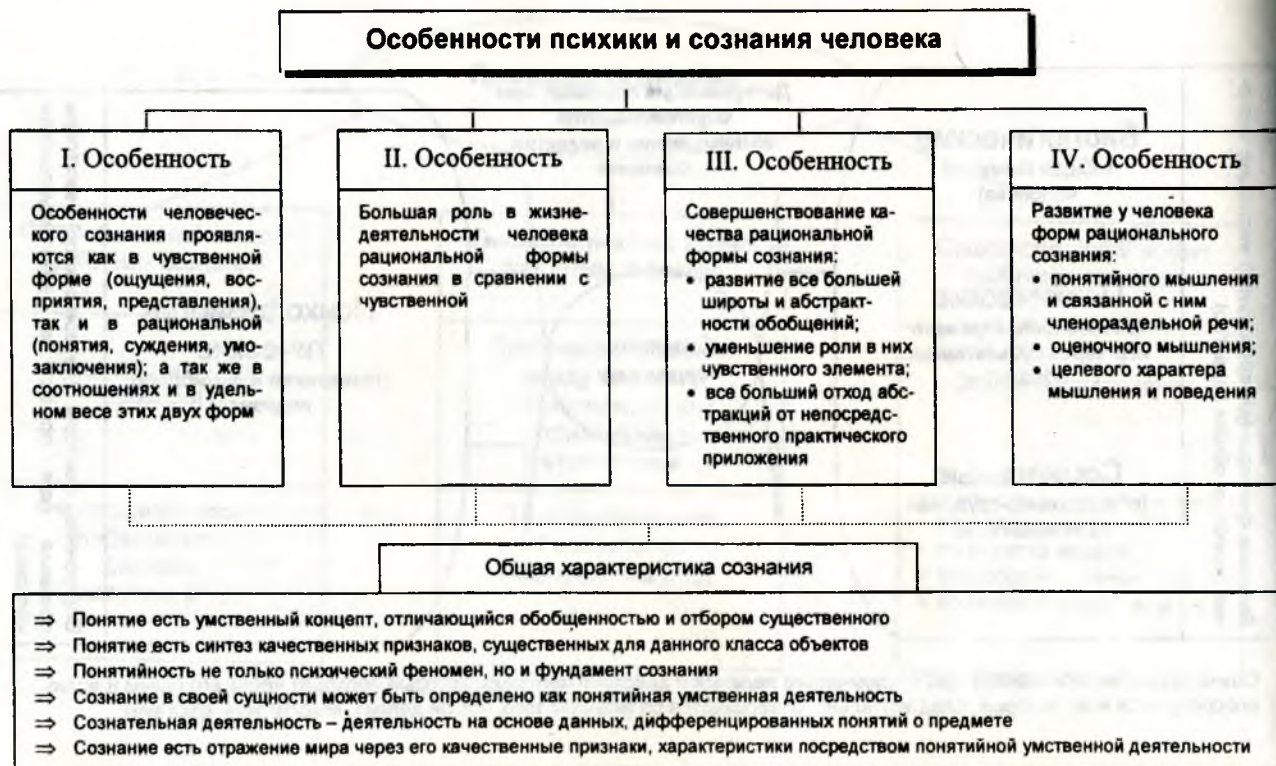 Особенности психики и сознания человека
I. Особенность
Особенности человечес-
кого сознания проявля-
ются как в чувственной
форме (ощущения, вос-
приятия, представления),
так и в рациональной
(понятия, суждения, умо-
заключения); а так же в
соотношениях и в удель-
ном весе этих двух форм
II. Особенность
Большая роль в жизне-
деятельности человека
рациональной формы
сознания в сравнении с
чувственной
III. Особенность
Совершенствование ка-
чества рациональной
формы сознания:
• развитие все большей
широты и абстракт-
ности обобщений;
• уменьшение роли в них
чувственного элемента;
• все больший отход абс-
тракций от непосредс-
твенного практического
приложения
IV. Особенность
Развитие у человека
форм рационального
сознания:
• понятийного мышления
и связанной с ним
членораздельной речи;
• оценочного мышления;
• целевого характера
мышления и поведения
Общая характеристика сознания
⇒ Понятие есть умственный концепт, отличающийся обобщенностью и отбором существенного
⇒ Понятие есть синтез качественных признаков, существенных для данного класса объектов
⇒ Понятийность не только психический феномен, но и фундамент сознания
⇒ Сознание по своей сущности может быть определено как понятийная умственная деятельность
⇒ Сознательная деятельность – деятельность на основе данных, дифференцированных понятий о предмете
⇒ Сознание есть отражение мира через его качественные признаки, характеристики посредством понятийной умственной деятельности